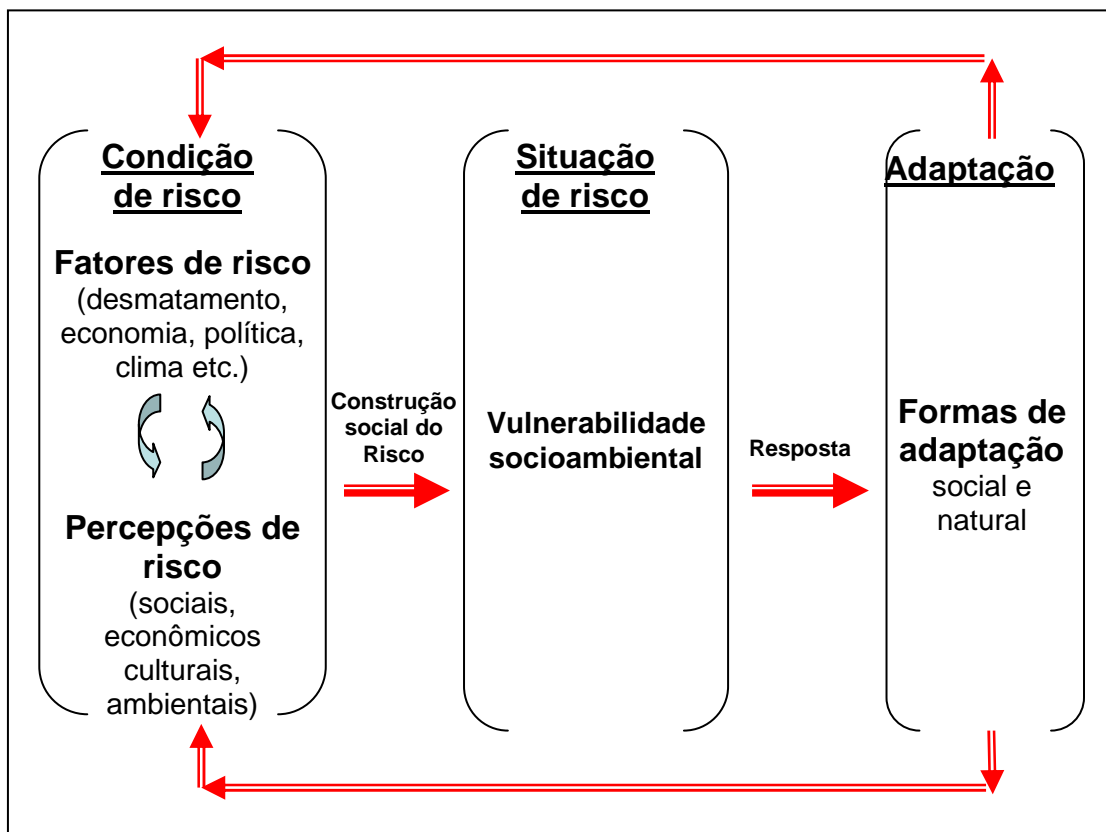 Condição
de risco
Fatores de risco
(desmatamento,
economia, política,
clima etc.)
Percepções de
risco
(sociais,
econômicos
culturais,
ambientais)
Construção
social do
Risco
Situação
de risco
Vulnerabilidade
socioambiental
Resposta
Adaptação
Formas de
adaptação
social e
natural